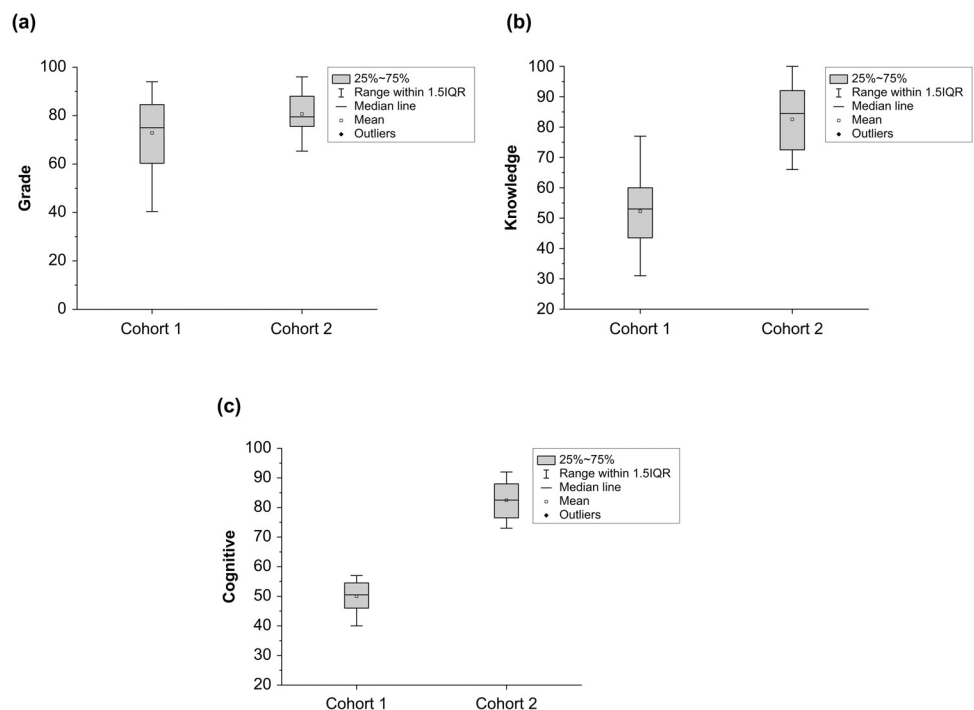 (a)
100
80
60
40
20
0
Grade
Cohort 1
Cohort 2
25%~75%
Range within 1.5IQR
Median line
Mean
Outliers
(b)
100
90
80
70
60
50
40
30
20
Knowledge
Cohort 1
Cohort 2
25%~75%
Range within 1.5IQR
Median line
Mean
Outliers
(c)
100
90
80
70
60
50
40
30
20
Cognitive
Cohort 1
Cohort 2
25%~75%
Range within 1.5IQR
Median line
Mean
Outliers